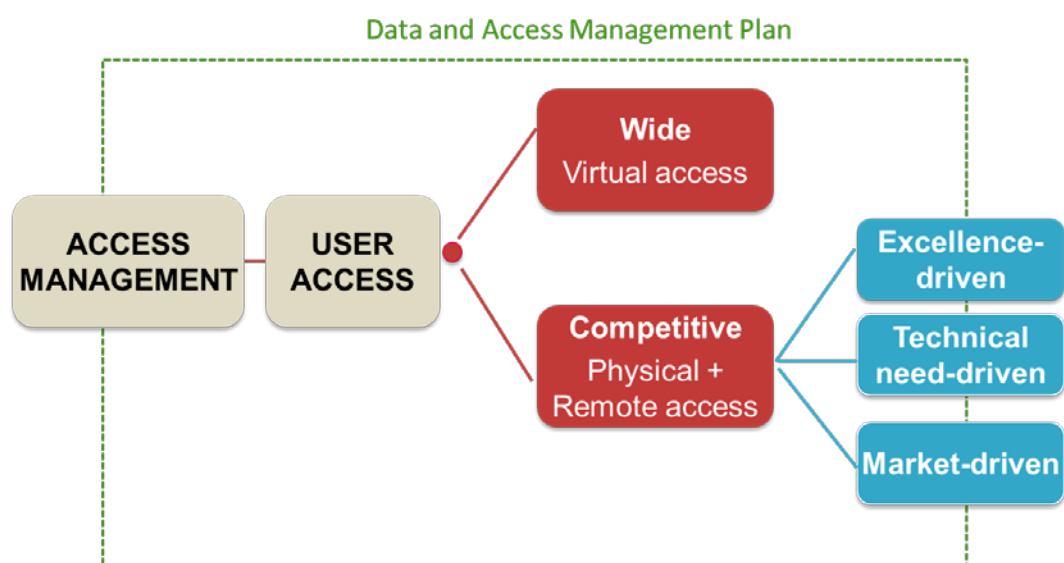 Data and Access Management Plan
ACCESS
MANAGEMENT
USER
ACCESS
Wide
Virtual access
Competitive
Physical +
Remote access
Excellence-
driven
Technical
need-driven
Market-driven